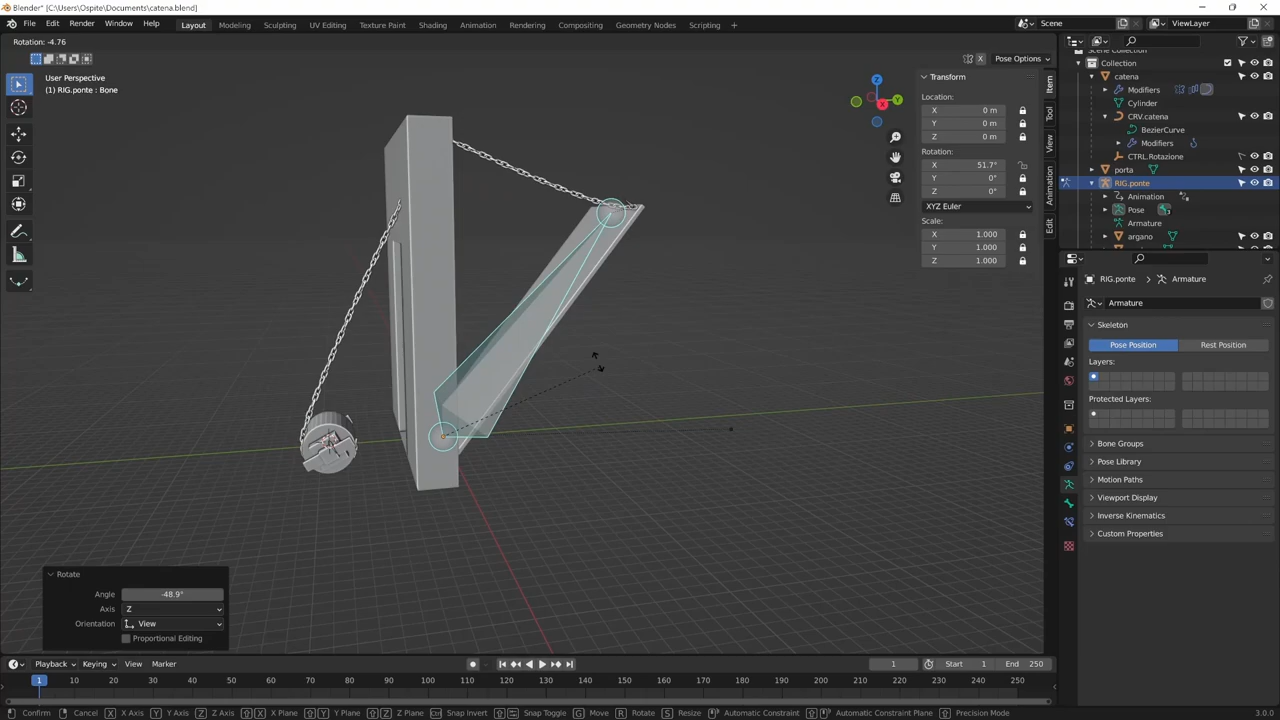 Blender* [C:\Users\Ospite\Documents\catena.blend]
File Edit Render Window Help Layout Modeling Sculpting UV Editing Texture Paint Shading Animation Rendering Compositing Geometry Nodes Scripting + Scene ViewLayer
Rotation: -4.76
X Pose Options
User Perspective
(1) RIG.ponte : Bone
Z
Y
X
Transform
Location:
X 0 m
Y 0 m
Z 0 m
Rotation:
X 51.7°
Y 0°
Z 0°
XYZ Euler
Scale:
X 1.000
Y 1.000
Z 1.000
Item
Tool
View
Animation
Edit
Scene Collection
Collection
catena
Modifiers
Cylinder
CRV.catena
BezierCurve
Modifiers
CTRL.Rotazione
porta
RIG.ponte
Animation
Pose
Armature
argano
RIG.ponte Armature
Armature
Skeleton
Pose Position Rest Position
Layers:
Protected Layers:
Bone Groups
Pose Library
Motion Paths
Viewport Display
Inverse Kinematics
Custom Properties
Rotate
Angle -48.9°
Axis Z
Orientation View
Proportional Editing
Playback Keying View Marker 1 Start 1 End 250
1 10 20 30 40 50 60 70 80 90 100 110 120 130 140 150 160 170 180 190 200 210 220 230 240 250
Confirm Cancel X X Axis Y Y Axis Z Z Axis X X Plane Y Y Plane Z Z Plane Snap Invert Snap Toggle G Move R Rotate S Resize Automatic Constraint Automatic Constraint Plane Precision Mode 3.0.0